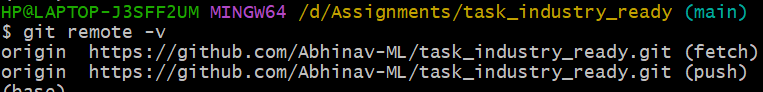 HP@LAPTOP-J3SFF2UM MINGW64 /d/Assignments/task_industry_ready (main)
$ git remote -v
origin  https://github.com/Abhinav-ML/task_industry_ready.git (fetch)
origin  https://github.com/Abhinav-ML/task_industry_ready.git (push)
(base)